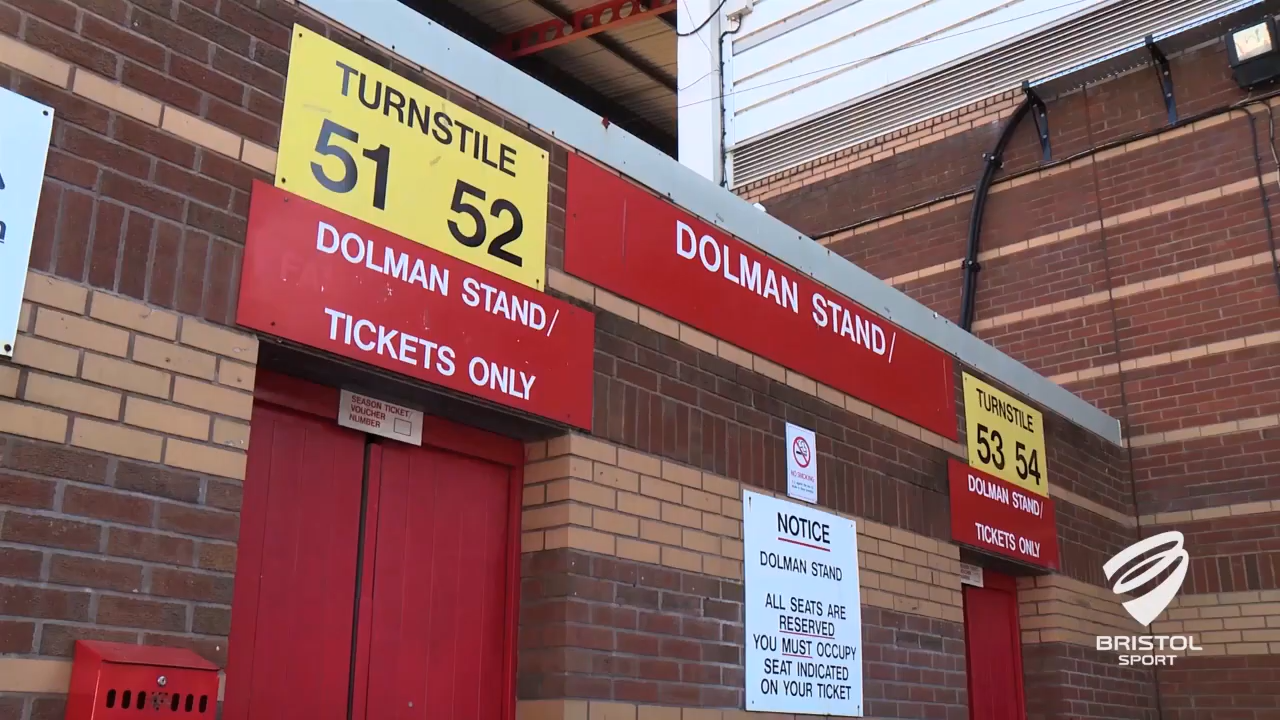 TURNSTILE
51 52
DOLMAN STAND/
TICKETS ONLY
SEASON TICKET/
VOUCHER
NUMBER
DOLMAN STAND/
NO SMOKING
NOTICE
DOLMAN STAND
ALL SEATS ARE
RESERVED
YOU MUST OCCUPY
SEAT INDICATED
ON YOUR TICKET
TURNSTILE
53 54
DOLMAN STAND/
TICKETS ONLY
BRISTOL
SPORT